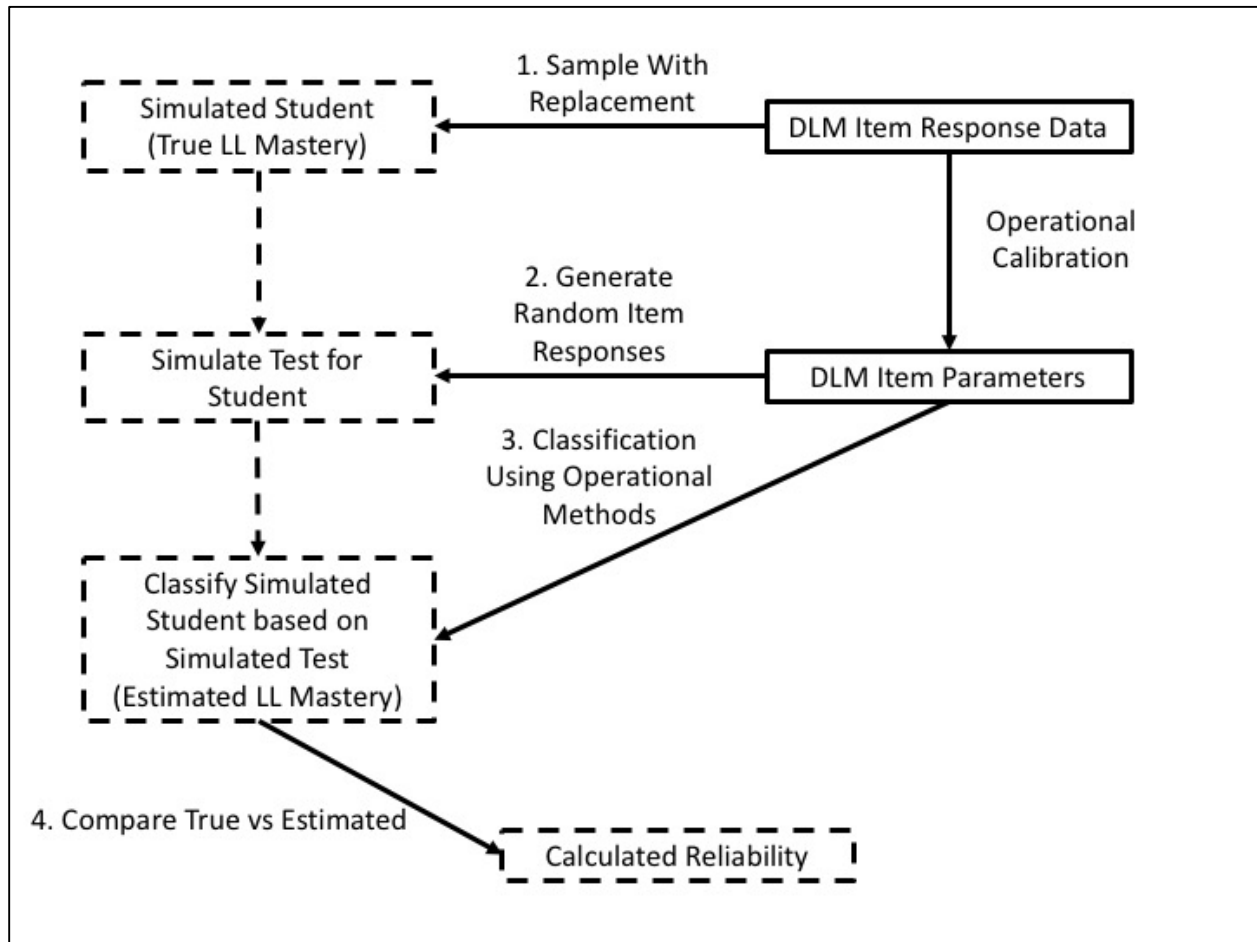 1. Sample With
Replacement
Simulated Student
(True LL Mastery)
DLM Item Response Data
Operational
Calibration
2. Generate
Random Item
Responses
Simulate Test for
Student
DLM Item Parameters
3. Classification
Using Operational
Methods
Classify Simulated
Student based on
Simulated Test
(Estimated LL Mastery)
4. Compare True vs Estimated
Calculated Reliability